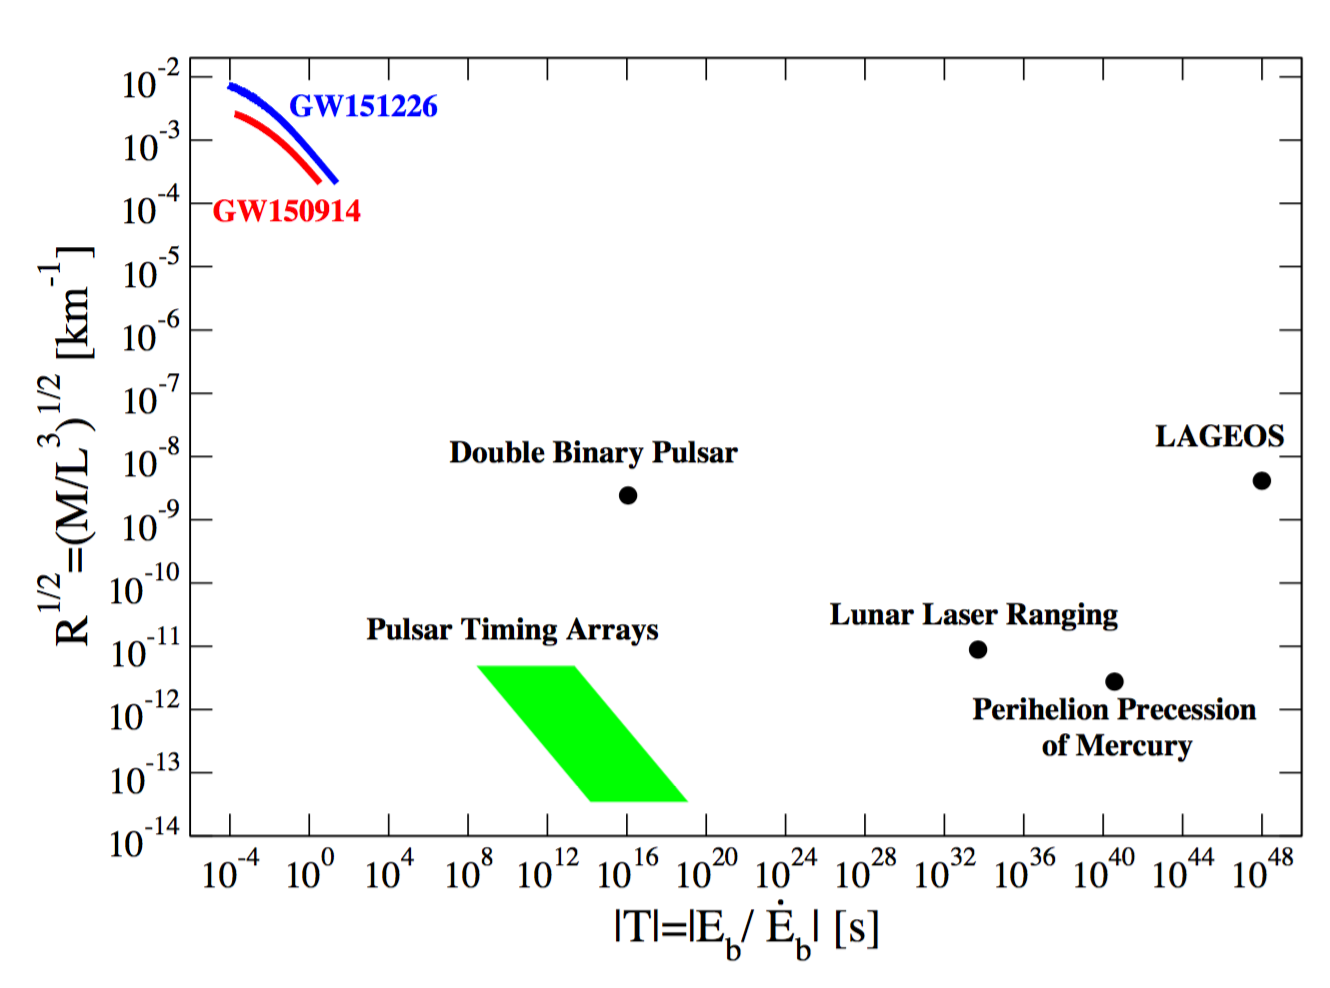 10^-2
GW151226
10^-3
10^-4
GW150914
10^-5
10^-6
10^-7
LAGEOS
Double Binary Pulsar
10^-8
10^-9
10^-10
Lunar Laser Ranging
Pulsar Timing Arrays
10^-11
10^-12
Perihelion Precession
of Mercury
10^-13
10^-14
R^1/2=(M/L^3)^1/2 [km^-1]
10^-4 10^0 10^4 10^8 10^12 10^16 10^20 10^24 10^28 10^32 10^36 10^40 10^44 10^48
|T|=|E_b/ Ė_b| [s]